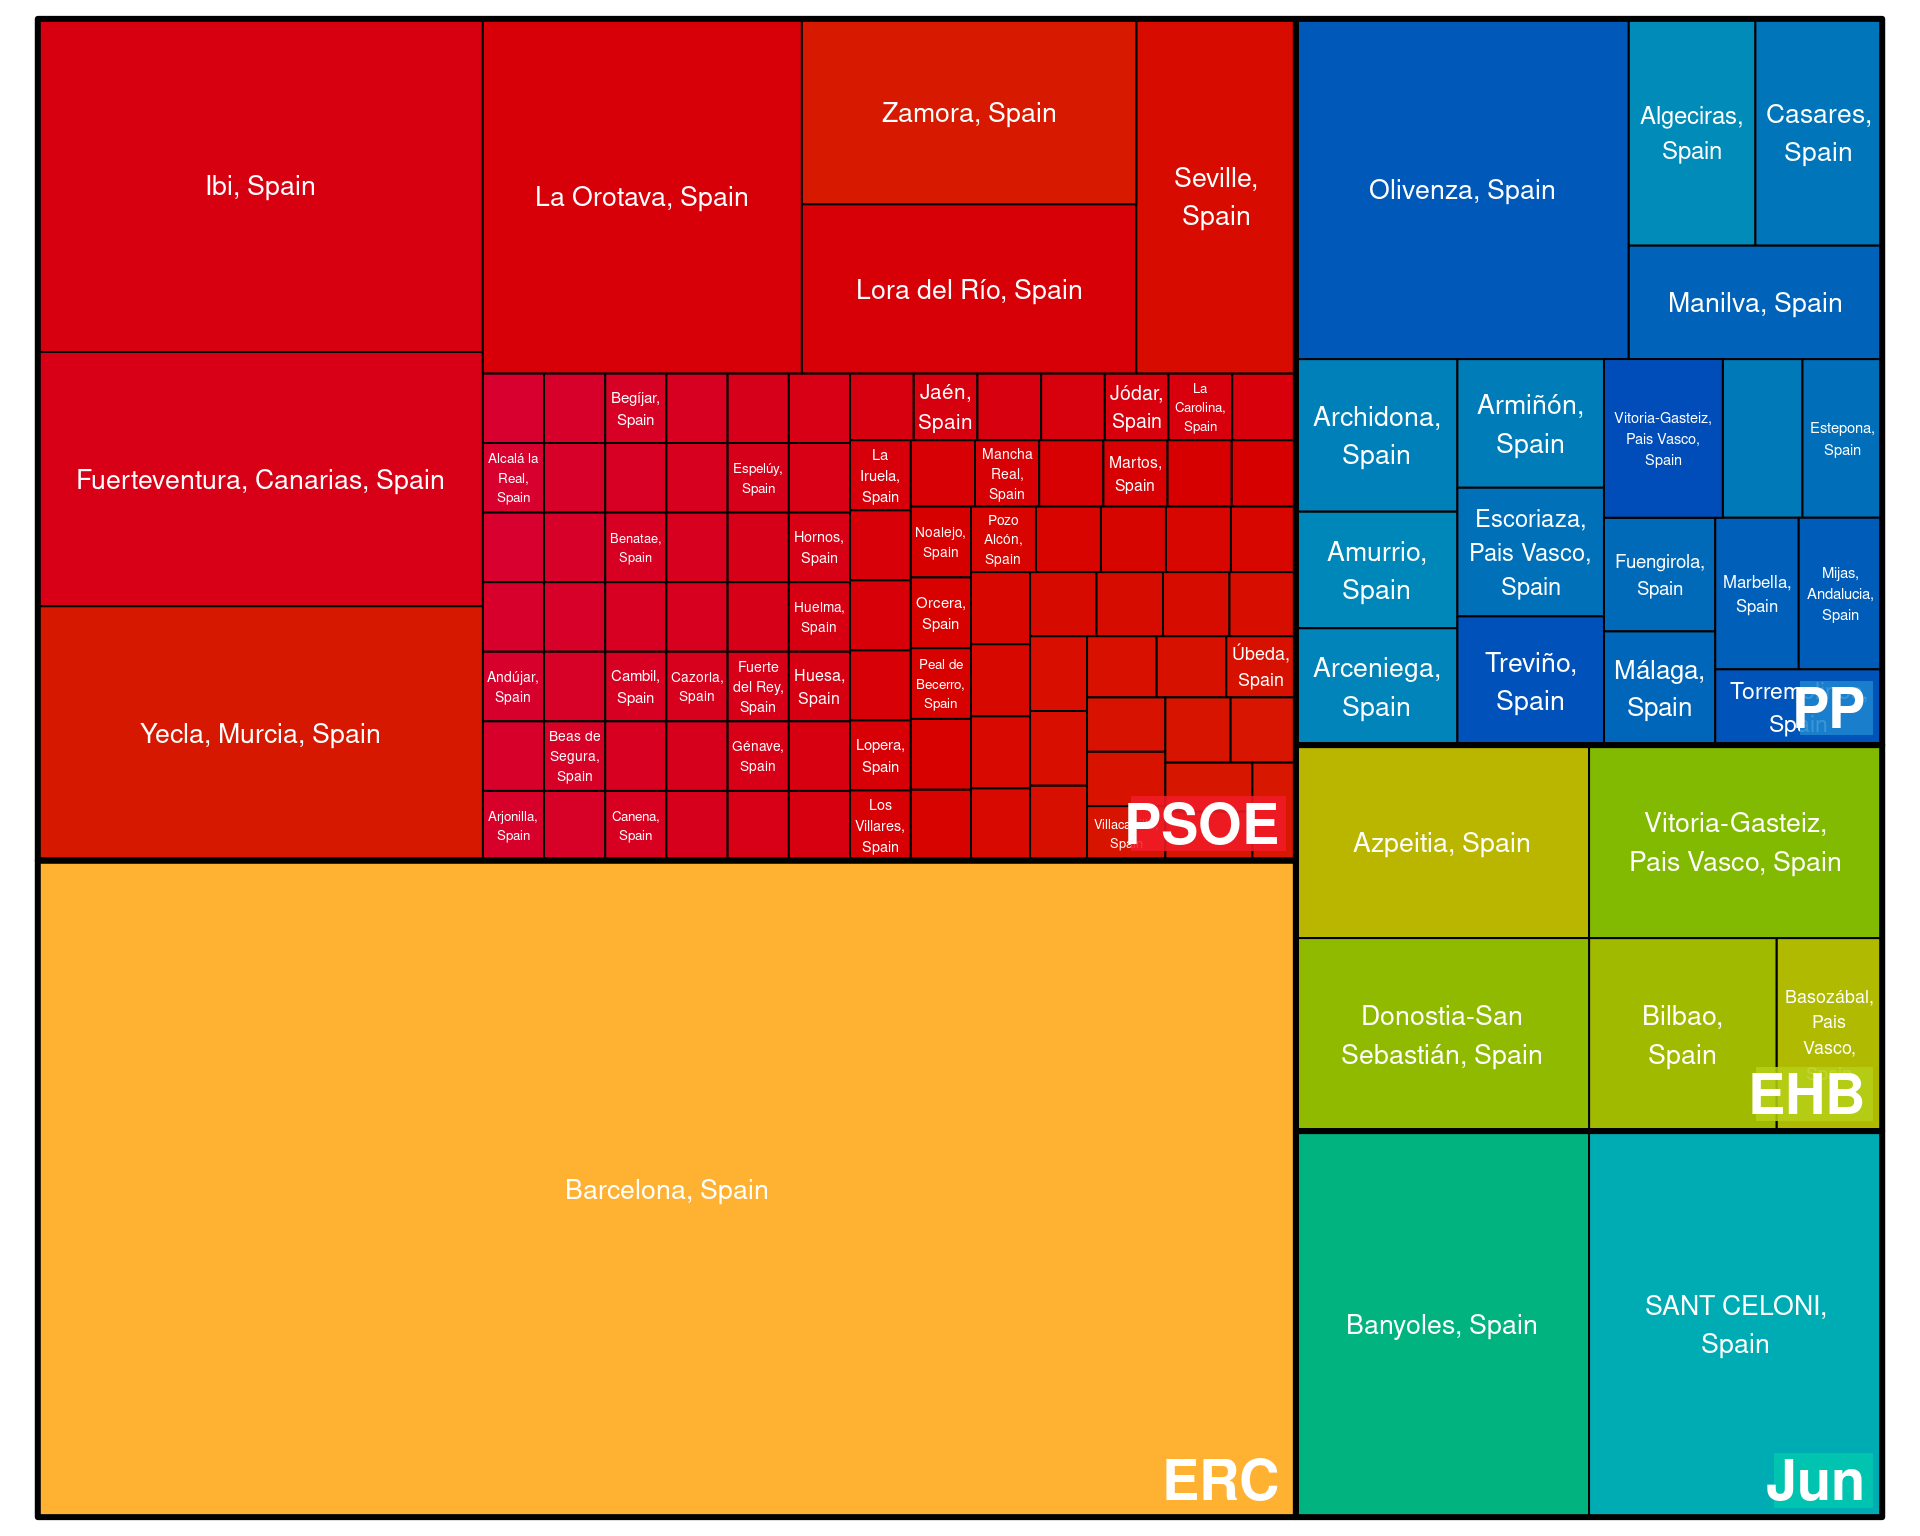 Ibi, Spain
Fuerteventura, Canarias, Spain
Yecla, Murcia, Spain
La Orotava, Spain
Zamora, Spain
Lora del Río, Spain
Seville,
Spain
Begíjar,
Spain
Jaén,
Spain
Jódar,
Spain
La
Carolina,
Spain
Alcalá la
Real,
Spain
Espelúy,
Spain
La
Iruela,
Spain
Mancha
Real,
Spain
Martos,
Spain
Benatae,
Spain
Hornos,
Spain
Noalejo,
Spain
Pozo
Alcón,
Spain
Huelma,
Spain
Orcera,
Spain
Andújar,
Spain
Cambil,
Spain
Cazorla,
Spain
Fuerte
del Rey,
Spain
Huesa,
Spain
Peal de
Becerro,
Spain
Úbeda,
Spain
Beas de
Segura,
Spain
Génave,
Spain
Lopera,
Spain
Arjonilla,
Spain
Canena,
Spain
Los
Villares,
Spain
Spain
PSOE
Barcelona, Spain
ERC
Olivenza, Spain
Algeciras,
Spain
Casares,
Spain
Manilva, Spain
Archidona,
Spain
Amurrio,
Spain
Arceniega,
Spain
Armiñón,
Spain
Escoriaza,
Pais Vasco,
Spain
Treviño,
Spain
Vitoria-Gasteiz,
Pais Vasco,
Spain
Estepona,
Spain
Fuengirola,
Spain
Marbella,
Spain
Mijas,
Andalucia,
Spain
Málaga,
Spain
Spain
PP
Azpeitia, Spain
Vitoria-Gasteiz,
Pais Vasco, Spain
Donostia-San
Sebastián, Spain
Bilbao,
Spain
Basozábal,
Pais
Vasco,
EHB
Banyoles, Spain
SANT CELONI,
Spain
Jun